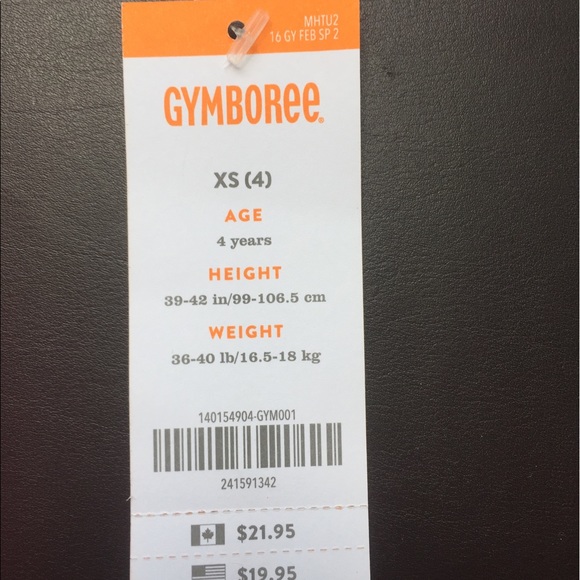 MHTU2
16 GY FEB SP 2
GYMBOREE®
XS (4)
AGE
4 years
HEIGHT
39-42 in/99-106.5 cm
WEIGHT
36-40 lb/16.5-18 kg
140154904-GYM001
241591342
$21.95
$19.95